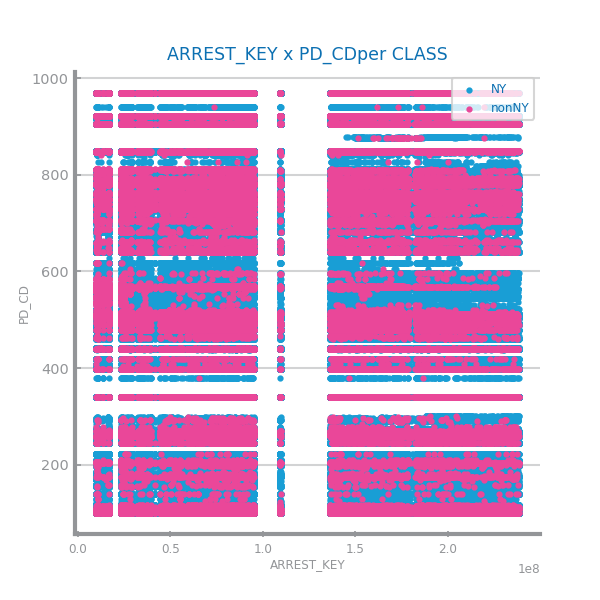 ARREST_KEY x PD_CDper CLASS
NY
nonNY
1000
800
600
400
200
PD_CD
0.0 0.5 1.0 1.5 2.0
ARREST_KEY
1e8